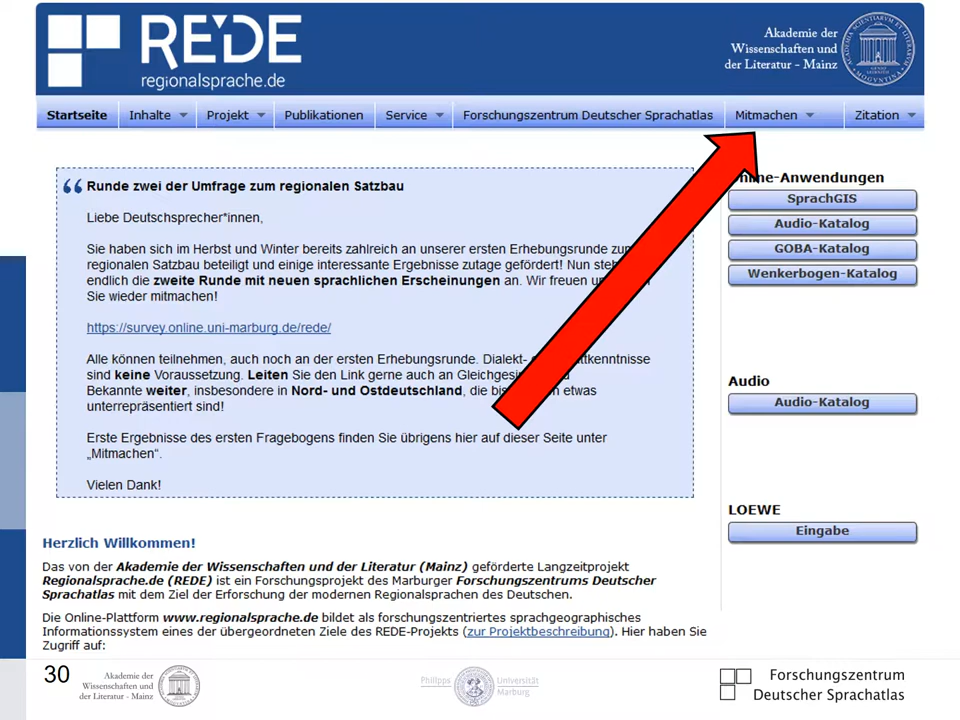 REDE
regionalsprache.de
Akademie der
Wissenschaften und
der Literatur – Mainz
Startseite Inhalte Projekt Publikationen Service Forschungszentrum Deutscher Sprachatlas Mitmachen Zitation
Runde zwei der Umfrage zum regionalen Satzbau
Liebe Deutschsprecher*innen,
Sie haben sich im Herbst und Winter bereits zahlreich an unserer ersten Erhebungsrunde
regionalen Satzbau beteiligt und einige interessante Ergebnisse zutage gefördert! Nun
endlich die zweite Runde mit neuen sprachlichen Erscheinungen an. Wir freuen
Sie wieder mitmachen!
https://survey.online.uni-marburg.de/rede/
Alle können teilnehmen, auch noch an der ersten Erhebungsrunde. Dialekt-
sind keine Voraussetzung. Leiten Sie den Link gerne auch an
Bekannte weiter, insbesondere in Nord- und Ostdeutschland, die etwas
unterrepräsentiert sind!
Erste Ergebnisse des ersten Fragebogens finden Sie übrigens hier auf dieser Seite unter
„Mitmachen“.
Vielen Dank!
Online-Anwendungen
SprachGIS
Audio-Katalog
GOBA-Katalog
Wenkerbogen-Katalog
Audio
Audio-Katalog
LOEWE
Eingabe
Herzlich Willkommen!
Das von der Akademie der Wissenschaften und der Literatur (Mainz) geförderte Langzeitprojekt
Regionalsprache.de (REDE) ist ein Forschungsprojekt des Marburger Forschungszentrums Deutscher
Sprachatlas mit dem Ziel der Erforschung der modernen Regionalsprachen des Deutschen.
Die Online-Plattform www.regionalsprache.de bildet als forschungszentriertes sprachgeographisches
Informationssystem eines der übergeordneten Ziele des REDE-Projekts (zur Projektbeschreibung). Hier haben Sie
Zugriff auf:
30
Akademie der
Wissenschaften und
der Literatur – Mainz
Philipps Universität
Marburg
Forschungszentrum
Deutscher Sprachatlas